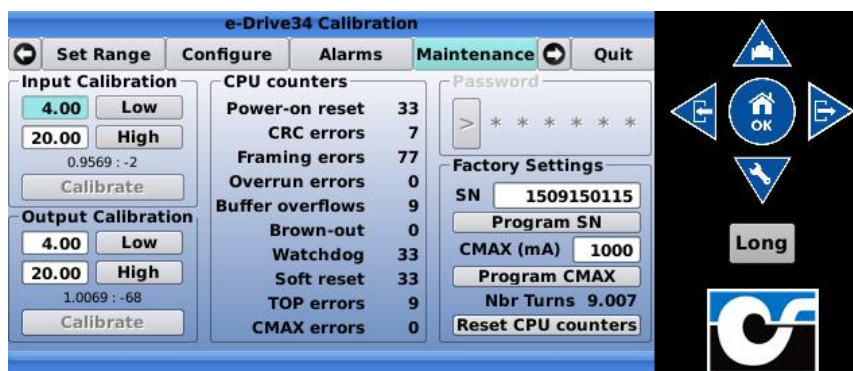 e-Drive34 Calibration
Set Range Configure Alarms Maintenance Quit
Input Calibration
4.00 Low
20.00 High
0.9569 : -2
Calibrate
Output Calibration
4.00 Low
20.00 High
1.0069 : -68
Calibrate
CPU counters
Power-on reset 33
CRC errors 7
Framing erors 77
Overrun errors 0
Buffer overflows 9
Brown-out 0
Watchdog 33
Soft reset 33
TOP errors 9
CMAX errors 0
Password
> * * * * * *
Factory Settings
SN 1509150115
Program SN
CMAX (mA) 1000
Program CMAX
Nbr Turns 9.007
Reset CPU counters
OK
Long